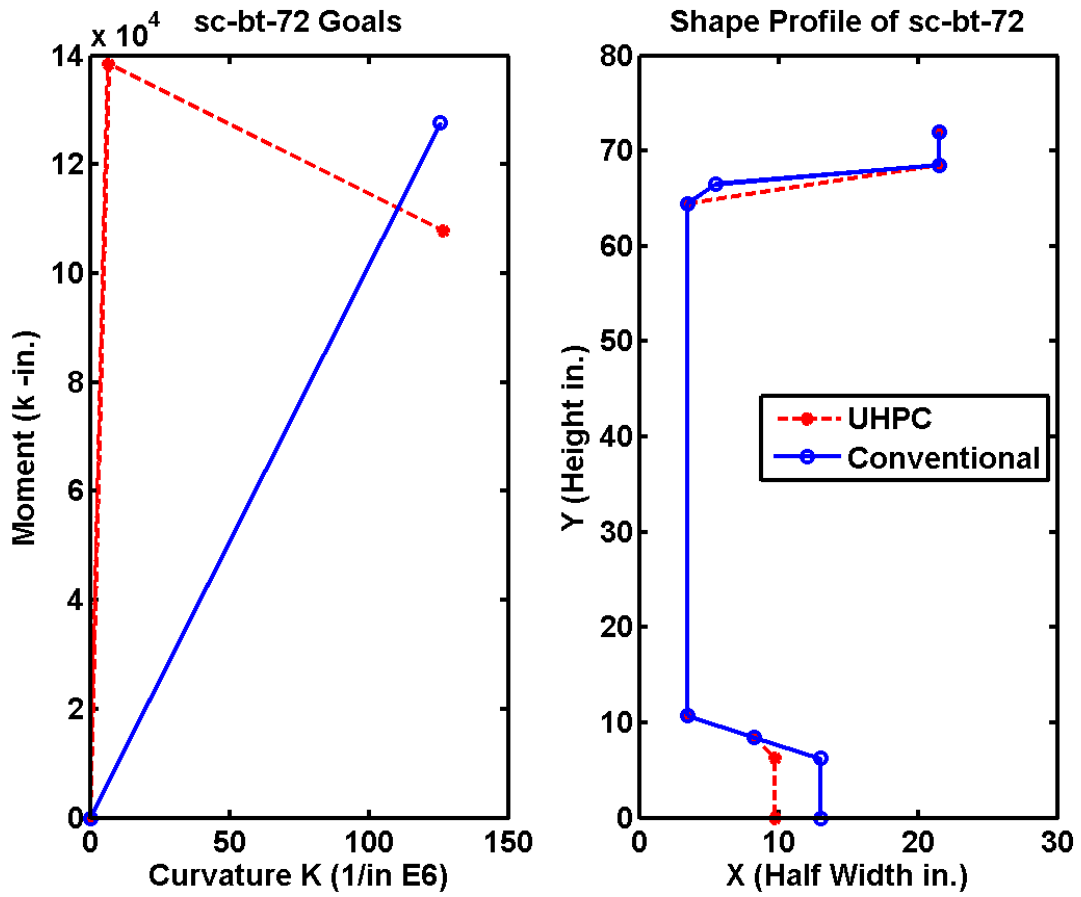 sc-bt-72 Goals
x 10^4
14
12
10
8
6
4
2
0
Moment (k -in.)
0 50 100 150
Curvature K (1/in E6)
Shape Profile of sc-bt-72
80
70
60
50
40
30
20
10
0
Y (Height in.)
UHPC
Conventional
0 10 20 30
X (Half Width in.)